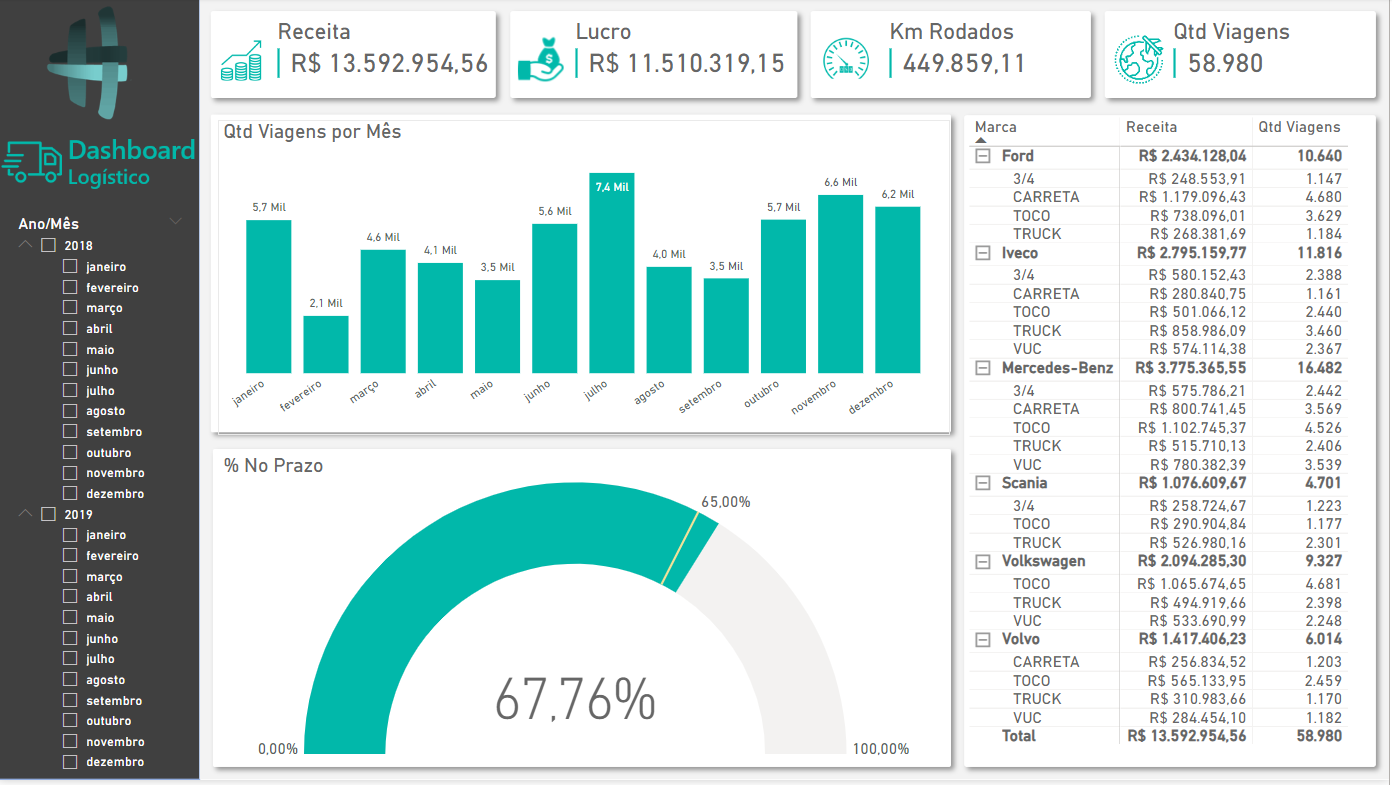 Dashboard
Logístico
Ano/Mês
2018
janeiro
fevereiro
março
abril
maio
junho
julho
agosto
setembro
outubro
novembro
dezembro
2019
janeiro
fevereiro
março
abril
maio
junho
julho
agosto
setembro
outubro
novembro
dezembro
Receita
R$ 13.592.954,56
Lucro
R$ 11.510.319,15
Km Rodados
449.859,11
Qtd Viagens
58.980
Qtd Viagens por Mês
5,7 Mil
2,1 Mil
4,6 Mil
4,1 Mil
3,5 Mil
5,6 Mil
7,4 Mil
4,0 Mil
3,5 Mil
5,7 Mil
6,6 Mil
6,2 Mil
janeiro
fevereiro
março
abril
maio
junho
julho
agosto
setembro
outubro
novembro
dezembro
% No Prazo
65,00%
67,76%
0,00%
100,00%
Marca Receita Qtd Viagens
Ford R$ 2.434.128,04 10.640
3/4 R$ 248.553,91 1.147
CARRETA R$ 1.179.096,43 4.680
TOCO R$ 738.096,01 3.629
TRUCK R$ 268.381,69 1.184
Iveco R$ 2.795.159,77 11.816
3/4 R$ 580.152,43 2.388
CARRETA R$ 280.840,75 1.161
TOCO R$ 501.066,12 2.440
TRUCK R$ 858.986,09 3.460
VUC R$ 574.114,38 2.367
Mercedes-Benz R$ 3.775.365,55 16.482
3/4 R$ 575.786,21 2.442
CARRETA R$ 800.741,45 3.569
TOCO R$ 1.102.745,37 4.526
TRUCK R$ 515.710,13 2.406
VUC R$ 780.382,39 3.539
Scania R$ 1.076.609,67 4.701
3/4 R$ 258.724,67 1.223
TOCO R$ 290.904,84 1.177
TRUCK R$ 526.980,16 2.301
Volkswagen R$ 2.094.285,30 9.327
TOCO R$ 1.065.674,65 4.681
TRUCK R$ 494.919,66 2.398
VUC R$ 533.690,99 2.248
Volvo R$ 1.417.406,23 6.014
CARRETA R$ 256.834,52 1.203
TOCO R$ 565.133,95 2.459
TRUCK R$ 310.983,66 1.170
VUC R$ 284.454,10 1.182
Total R$ 13.592.954,56 58.980